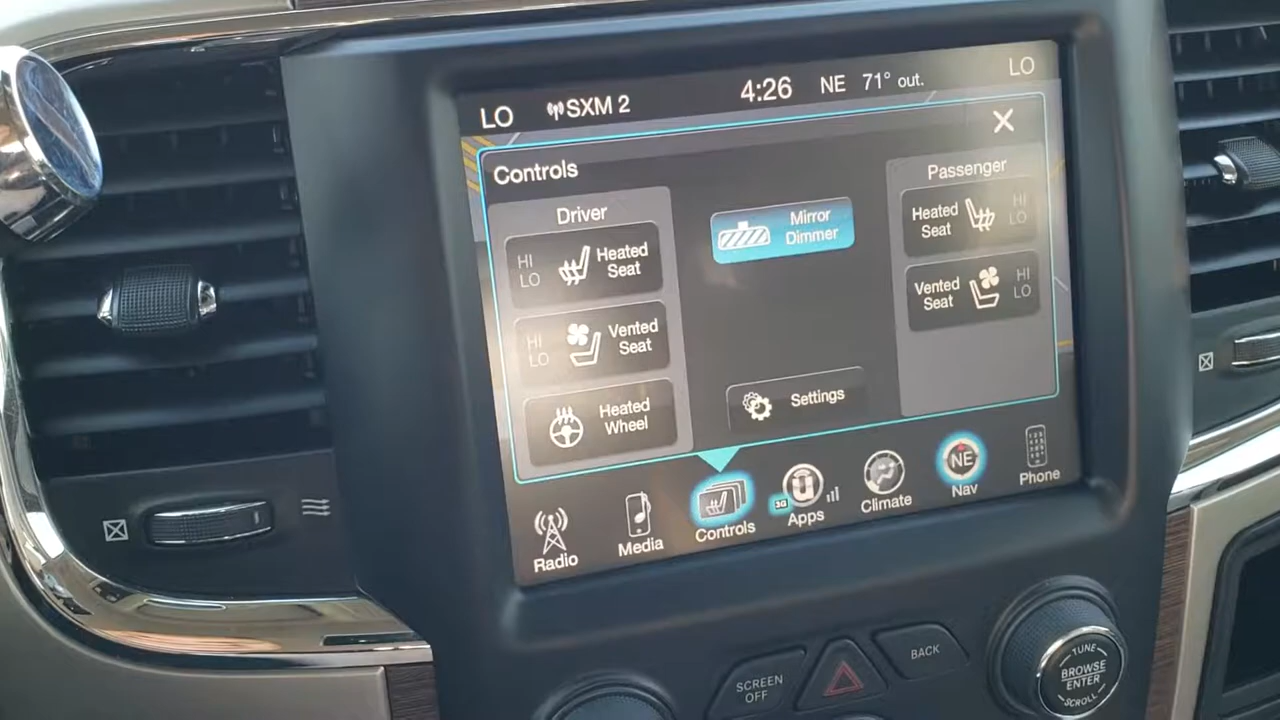 LO SXM 2 4:26 NE 71° out. LO
Controls
X
Driver
HI
LO
Heated
Seat
HI
LO
Vented
Seat
Heated
Wheel
Mirror
Dimmer
Settings
Passenger
Heated
Seat
HI
LO
Vented
Seat
HI
LO
Radio
Media
Controls
3G
Apps
Climate
NE
Nav
Phone
SCREEN
OFF
BACK
TUNE
BROWSE
ENTER
SCROLL